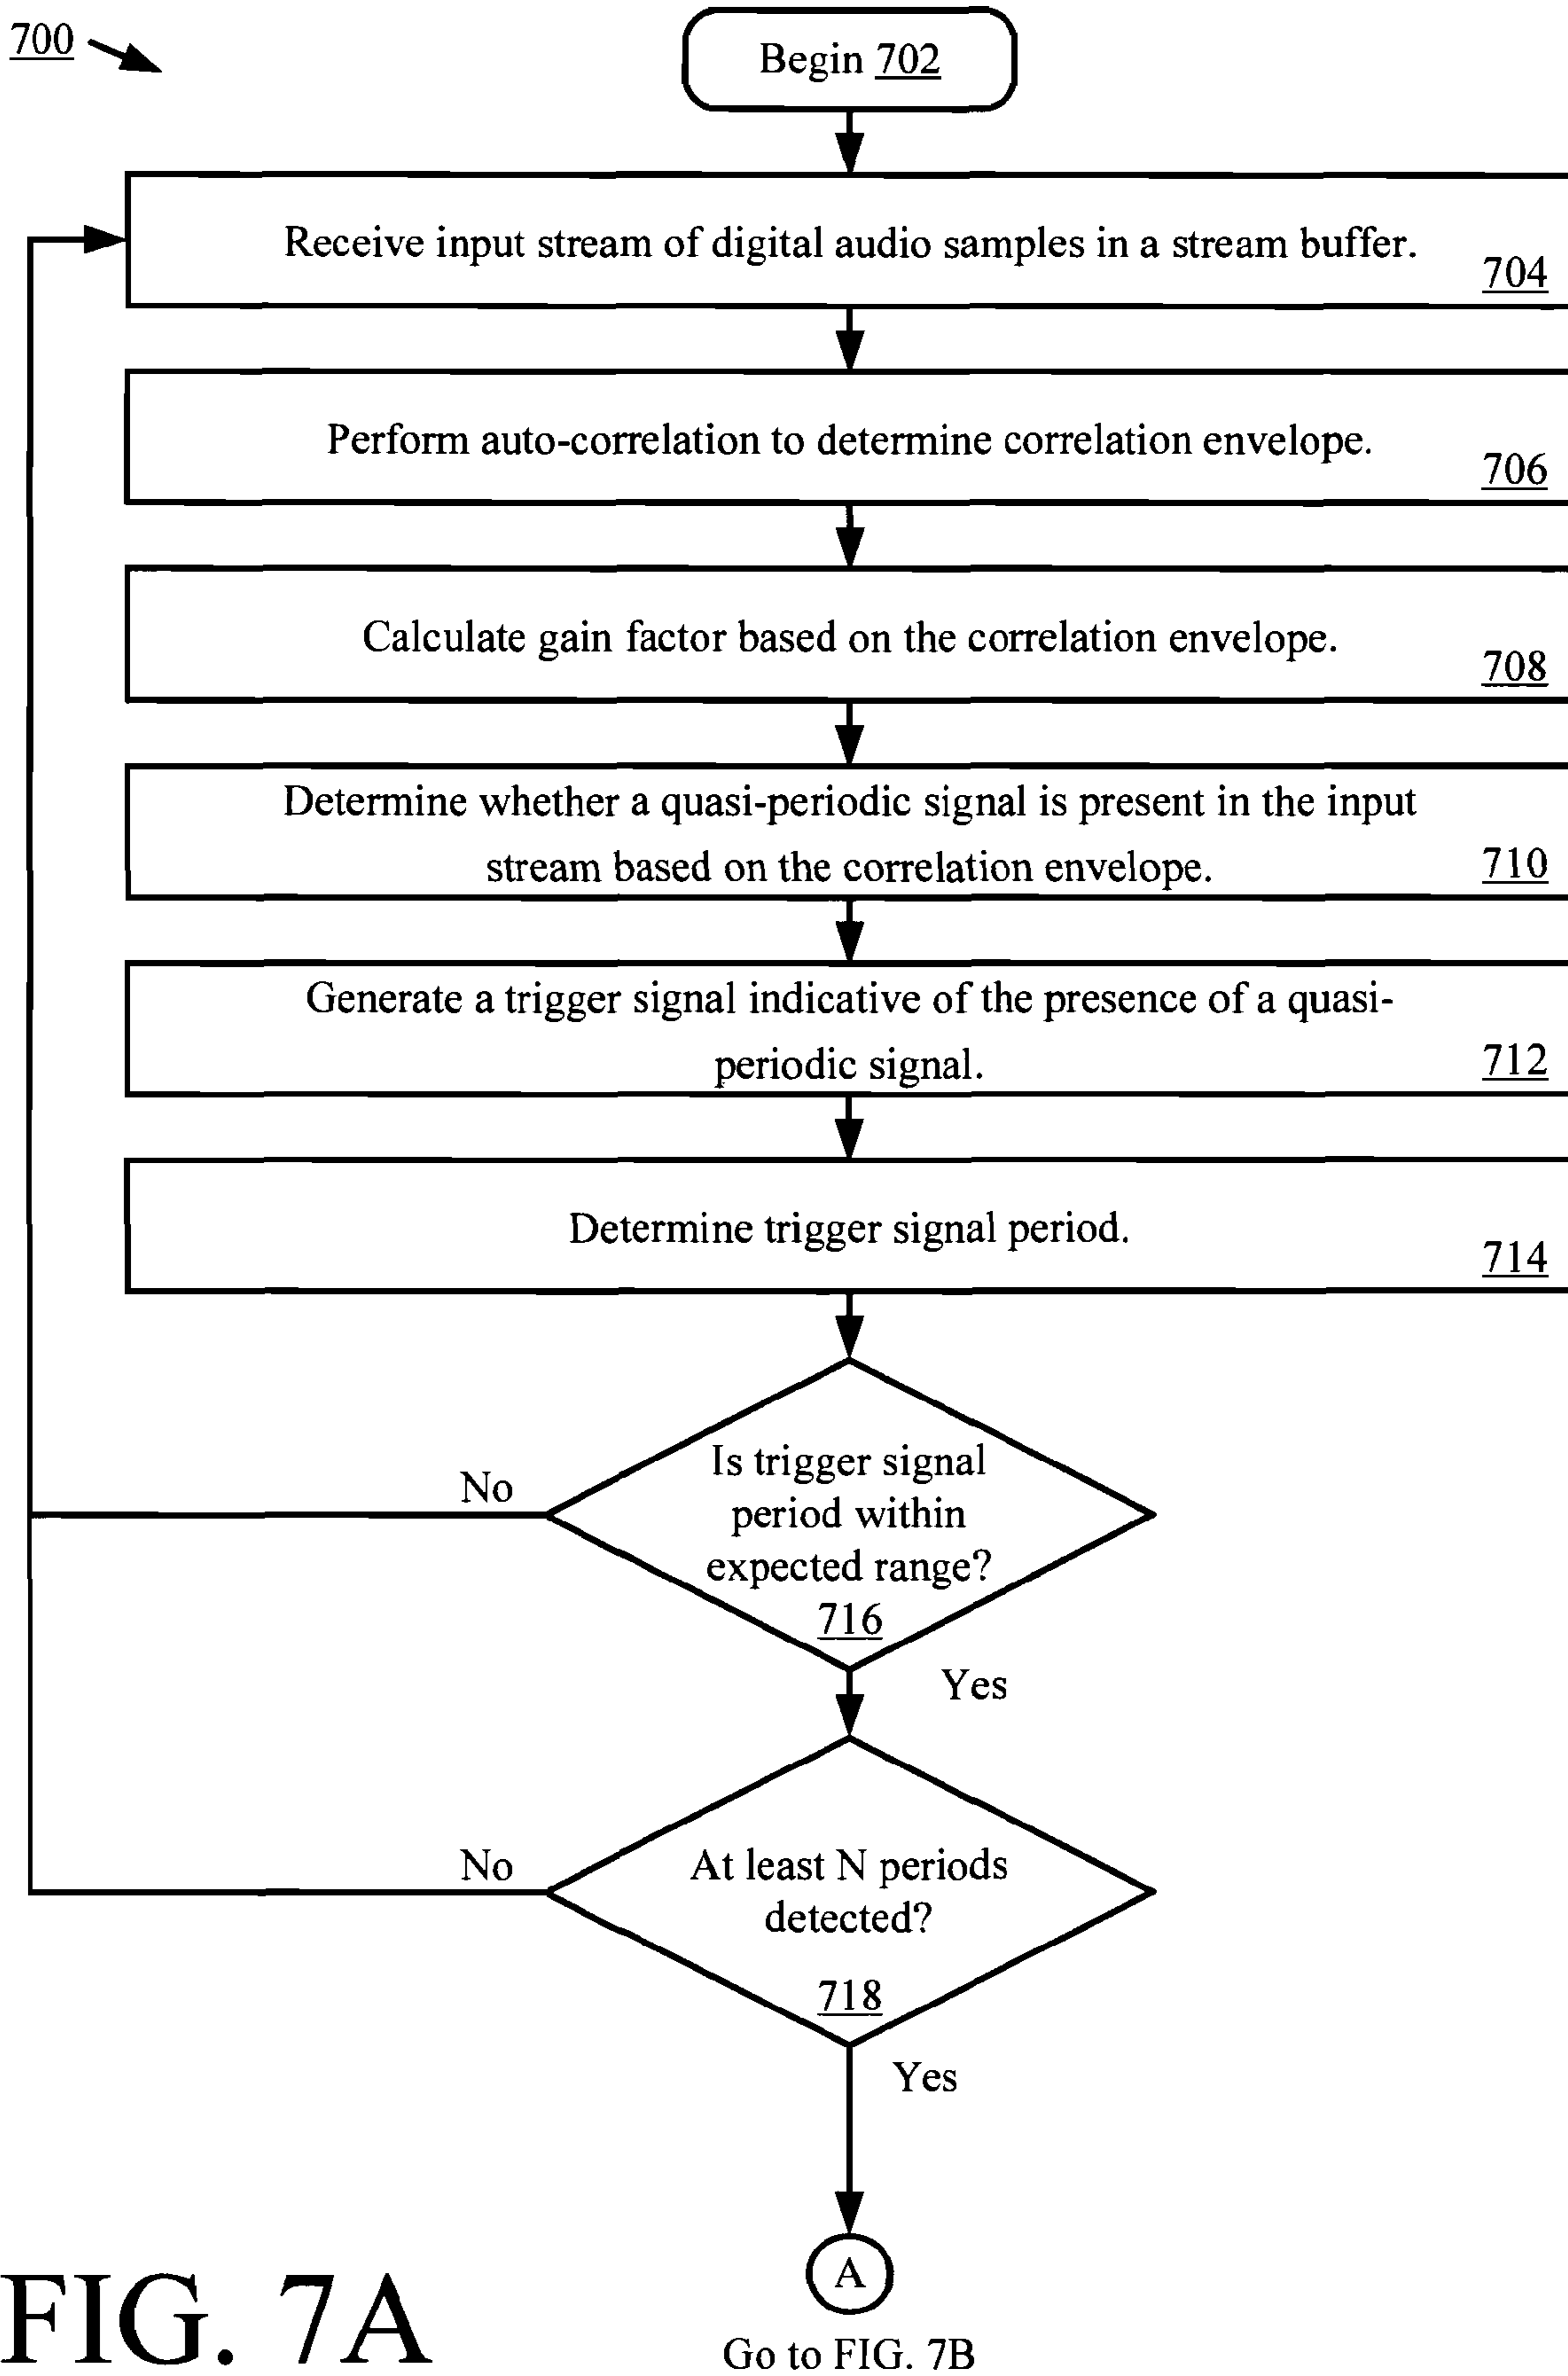 700
Begin 702
Receive input stream of digital audio samples in a stream buffer.
704
Perform auto-correlation to determine correlation envelope.
706
Calculate gain factor based on the correlation envelope.
708
Determine whether a quasi-periodic signal is present in the input
stream based on the correlation envelope.
710
Generate a trigger signal indicative of the presence of a quasi-
periodic signal.
712
Determine trigger signal period.
714
Is trigger signal
period within
expected range?
716
No
Yes
At least N periods
detected?
718
No
Yes
A
Go to FIG. 7B
FIG. 7A